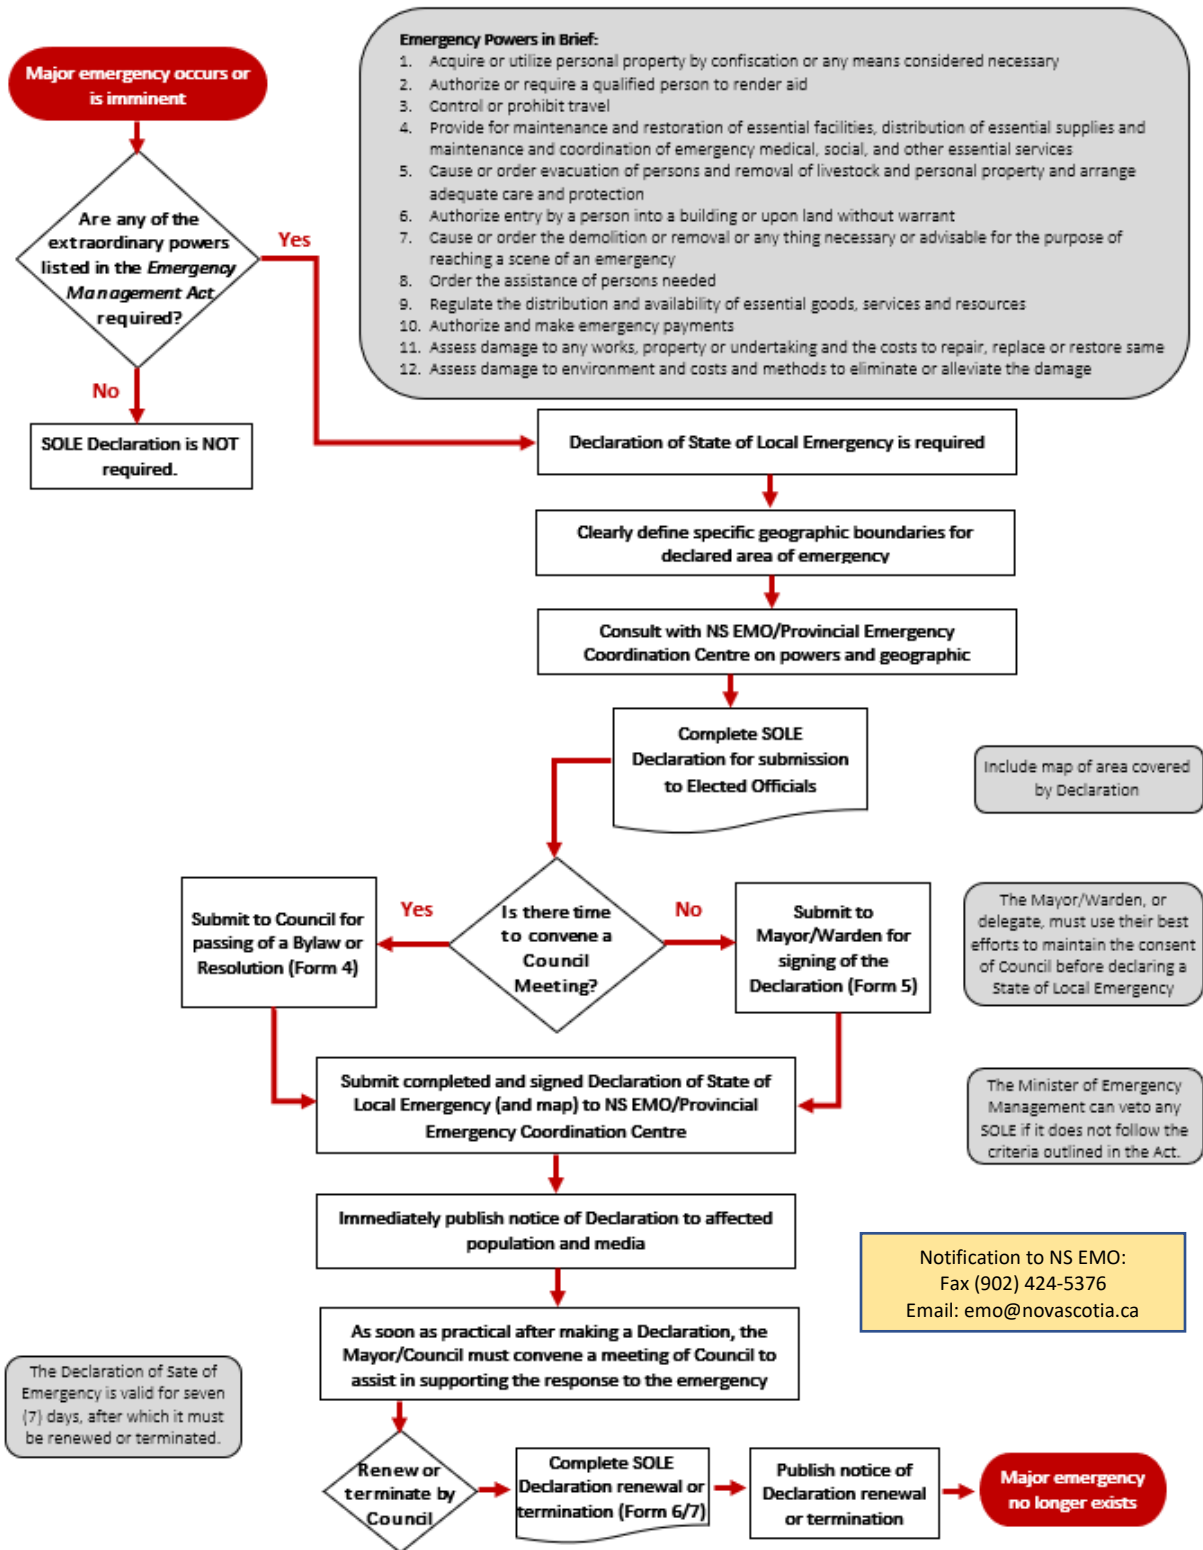 Major emergency occurs or
is imminent
Emergency Powers in Brief:
1. Acquire or utilize personal property by confiscation or any means considered necessary
2. Authorize or require a qualified person to render aid
3. Control or prohibit travel
4. Provide for maintenance and restoration of essential facilities, distribution of essential supplies and
maintenance and coordination of emergency medical, social, and other essential services
5. Cause or order evacuation of persons and removal of livestock and personal property and arrange
adequate care and protection
6. Authorize entry by a person into a building or upon land without warrant
7. Cause or order the demolition or removal or any thing necessary or advisable for the purpose of
reaching a scene of an emergency
8. Order the assistance of persons needed
9. Regulate the distribution and availability of essential goods, services and resources
10. Authorize and make emergency payments
11. Assess damage to any works, property or undertaking and the costs to repair, replace or restore same
12. Assess damage to environment and costs and methods to eliminate or alleviate the damage
Are any of the
extraordinary powers
listed in the Emergency
Management Act
required?
Yes
No
SOLE Declaration is NOT
required.
Declaration of State of Local Emergency is required
Clearly define specific geographic boundaries for
declared area of emergency
Consult with NS EMO/Provincial Emergency
Coordination Centre on powers and geographic
Complete SOLE
Declaration for submission
to Elected Officials
Include map of area covered
by Declaration
Is there time
to convene a
Council
Meeting?
Yes
No
Submit to Council for
passing of a Bylaw or
Resolution (Form 4)
Submit to
Mayor/Warden for
signing of the
Declaration (Form 5)
The Mayor/Warden, or
delegate, must use their best
efforts to maintain the consent
of Council before declaring a
State of Local Emergency
Submit completed and signed Declaration of State of
Local Emergency (and map) to NS EMO/Provincial
Emergency Coordination Centre
The Minister of Emergency
Management can veto any
SOLE if it does not follow the
criteria outlined in the Act.
Immediately publish notice of Declaration to affected
population and media
Notification to NS EMO:
Fax (902) 424-5376
Email: emo@novascotia.ca
As soon as practical after making a Declaration, the
Mayor/Council must convene a meeting of Council to
assist in supporting the response to the emergency
The Declaration of Sate of
Emergency is valid for seven
(7) days, after which it must
be renewed or terminated.
Renew or
terminate by
Council
Complete SOLE
Declaration renewal or
termination (Form 6/7)
Publish notice of
Declaration renewal
or termination
Major emergency
no longer exists